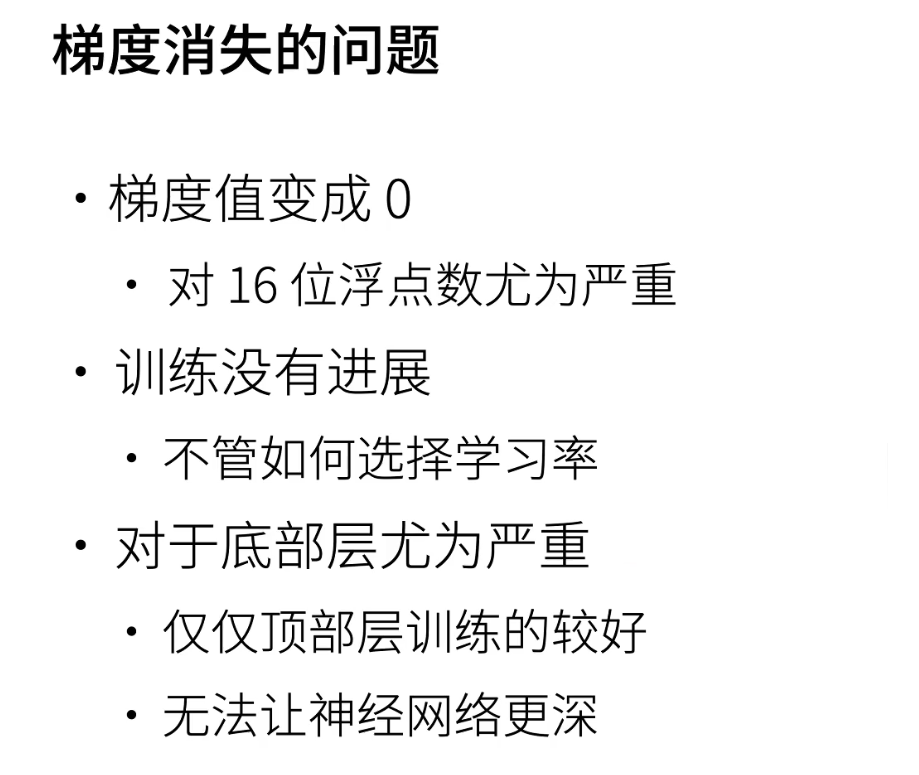 梯度消失的问题
• 梯度值变成 0
• 对 16 位浮点数尤为严重
• 训练没有进展
• 不管如何选择学习率
• 对于底部层尤为严重
• 仅仅顶部层训练的较好
• 无法让神经网络更深